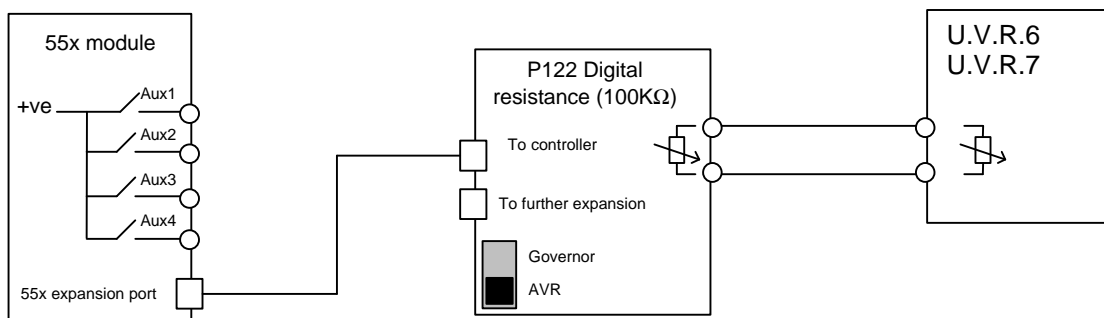 55x module
+ve
Aux1
Aux2
Aux3
Aux4
55x expansion port
P122 Digital
resistance (100KΩ)
To controller
To further expansion
Governor
AVR
U.V.R.6
U.V.R.7